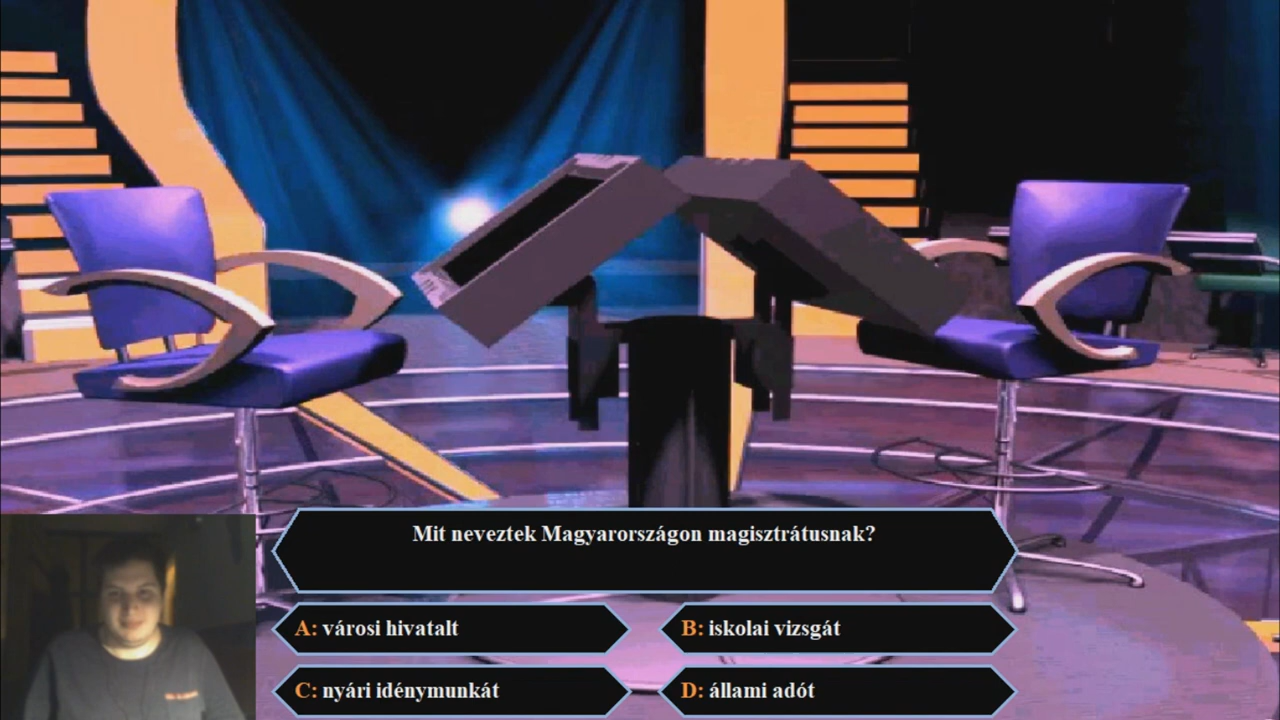 Mit neveztek Magyarországon magisztrátusnak?
A: városi hivatalt
B: iskolai vizsgát
C: nyári idénymunkát
D: állami adót